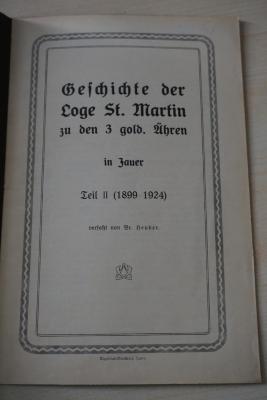 Geschichte der
Loge St. Martin
zu den 3 gold. Ähren
in Jauer
Teil II (1899 1924)
verfaßt von Br. Heuber.